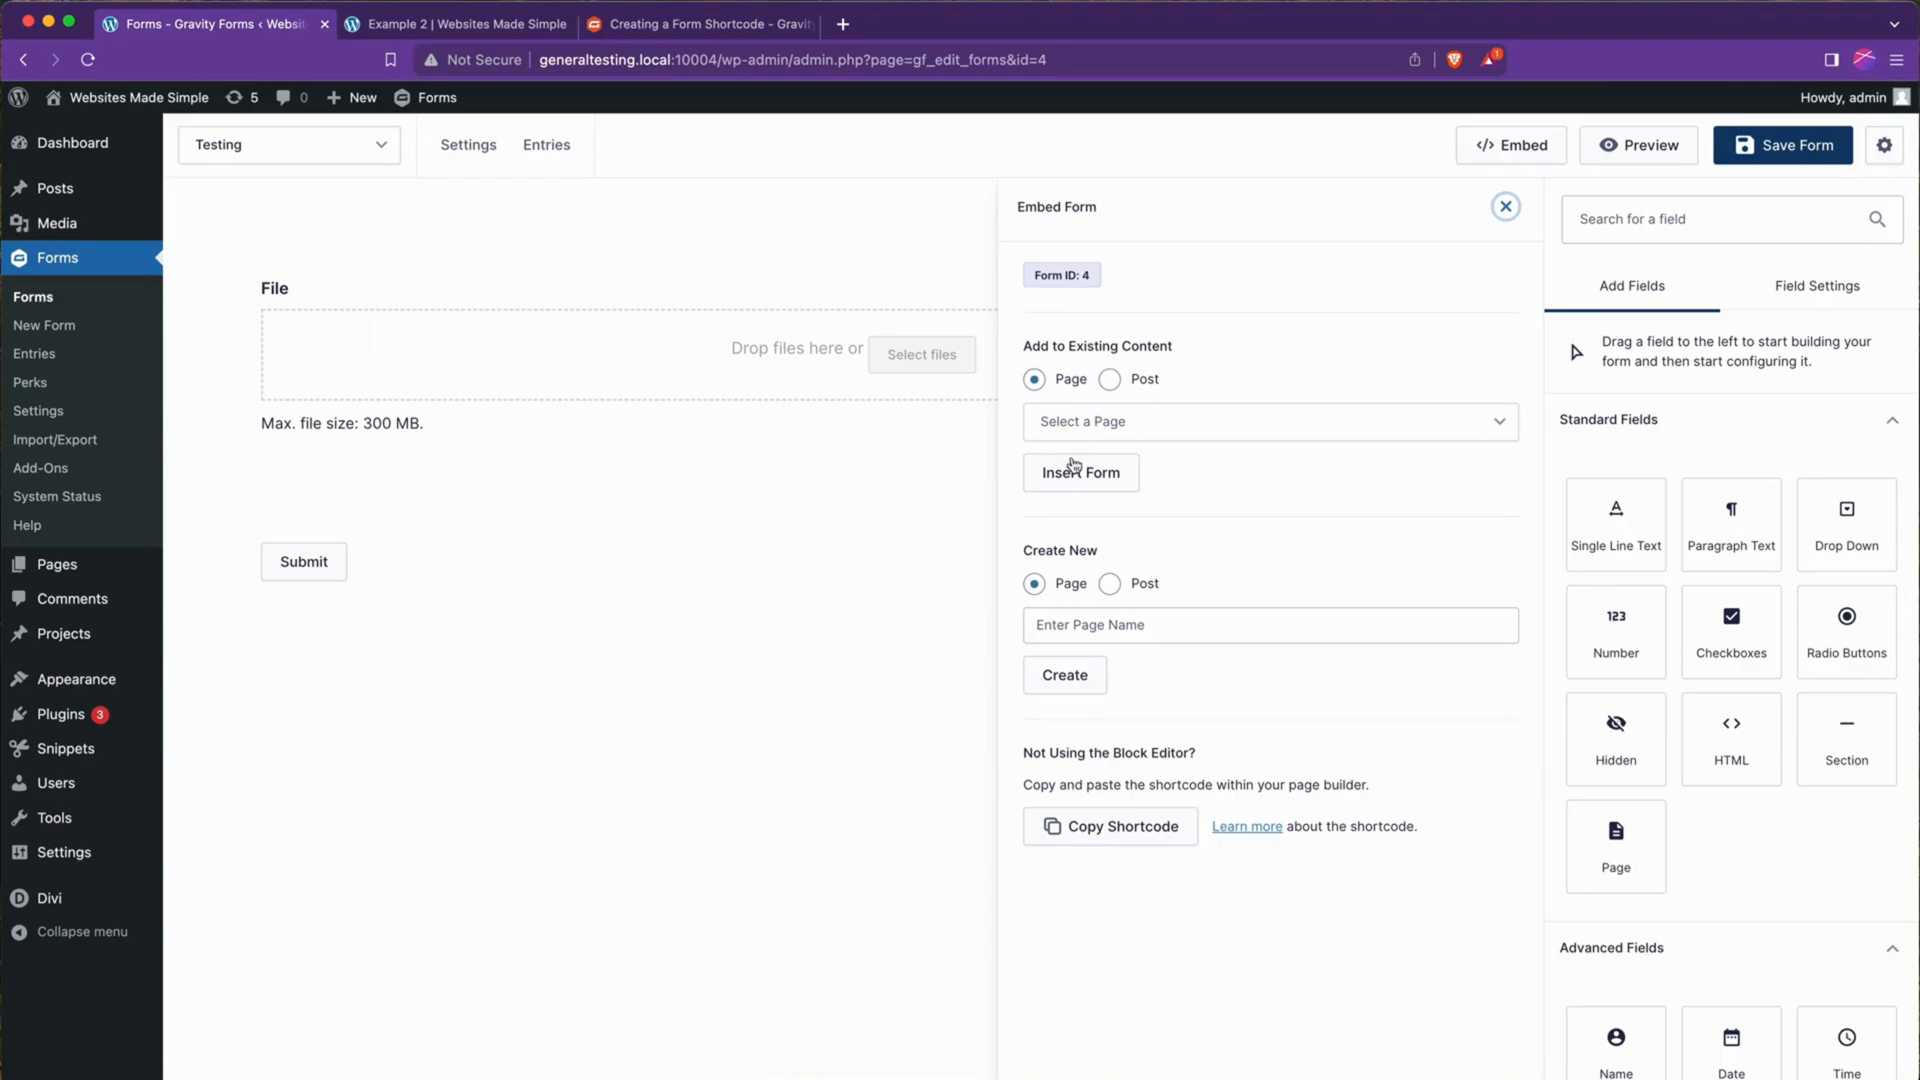 Forms - Gravity Forms ‹ Websi
Example 2 | Websites Made Simple
Creating a Form Shortcode - Gravit
Not Secure
generaltesting.local:10004/wp-admin/admin.php?page=gf_edit_forms&id=4
1
Websites Made Simple
5
0
New
Forms
Howdy, admin
Dashboard
Posts
Media
Forms
Forms
New Form
Entries
Perks
Settings
Import/Export
Add-Ons
System Status
Help
Pages
Comments
Projects
Appearance
Plugins 3
Snippets
Users
Tools
Settings
Divi
Collapse menu
Testing
Settings
Entries
Embed
Preview
Save Form
File
Drop files here or
Select files
Max. file size: 300 MB.
Submit
Embed Form
Form ID: 4
Add to Existing Content
Page
Post
Select a Page
Insert Form
Create New
Page
Post
Enter Page Name
Create
Not Using the Block Editor?
Copy and paste the shortcode within your page builder.
Copy Shortcode
Learn more about the shortcode.
Search for a field
Add Fields
Field Settings
Drag a field to the left to start building your
form and then start configuring it.
Standard Fields
Single Line Text
Paragraph Text
Drop Down
123
Number
Checkboxes
Radio Buttons
Hidden
HTML
Section
Page
Advanced Fields
Name
Date
Time